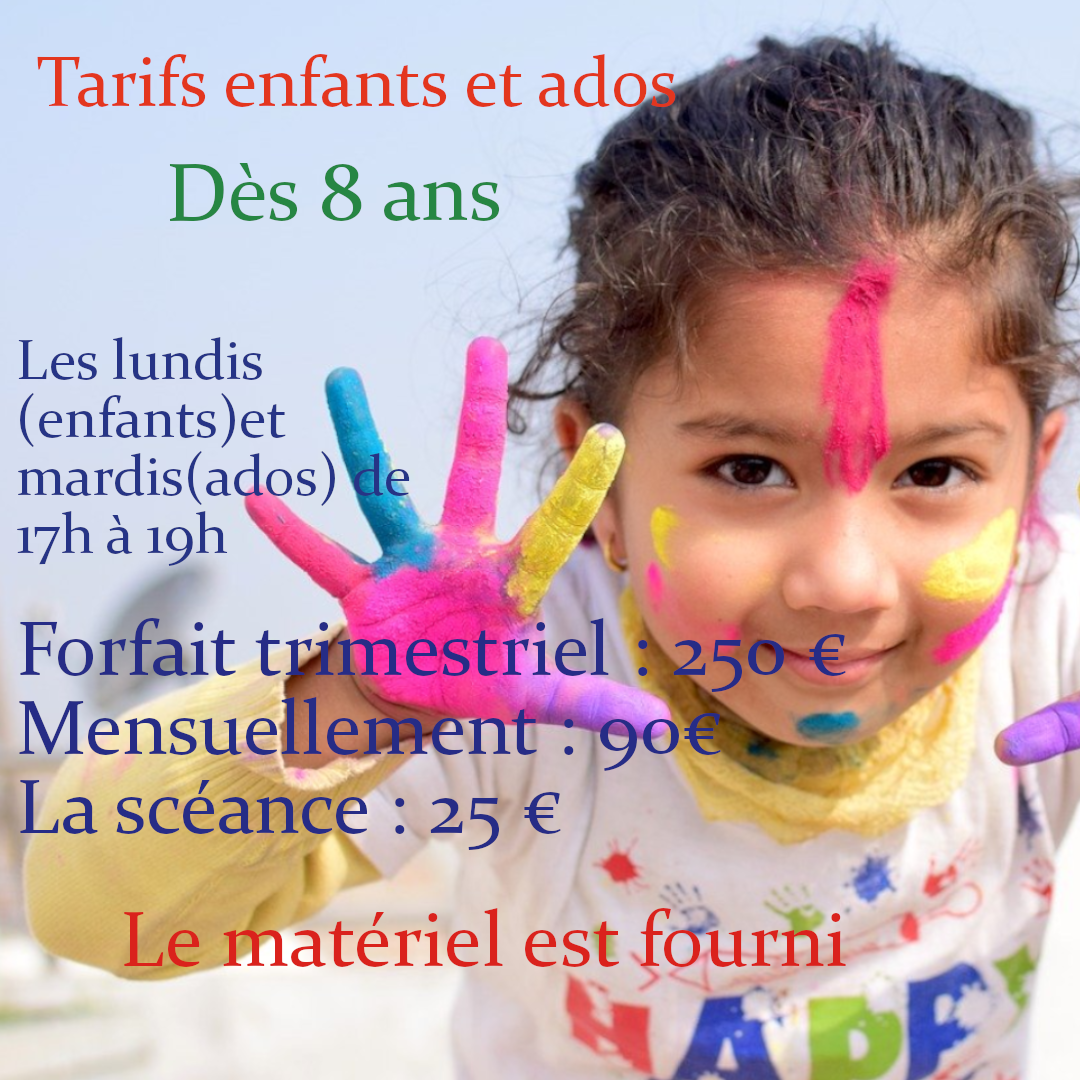 Tarifs enfants et ados
Dès 8 ans
Les lundis
(enfants)et
mardis(ados) de
17h à 19h
Forfait trimestriel : 250 €
Mensuellement : 90€
La scéance : 25 €
Le matériel est fourni
HAPP